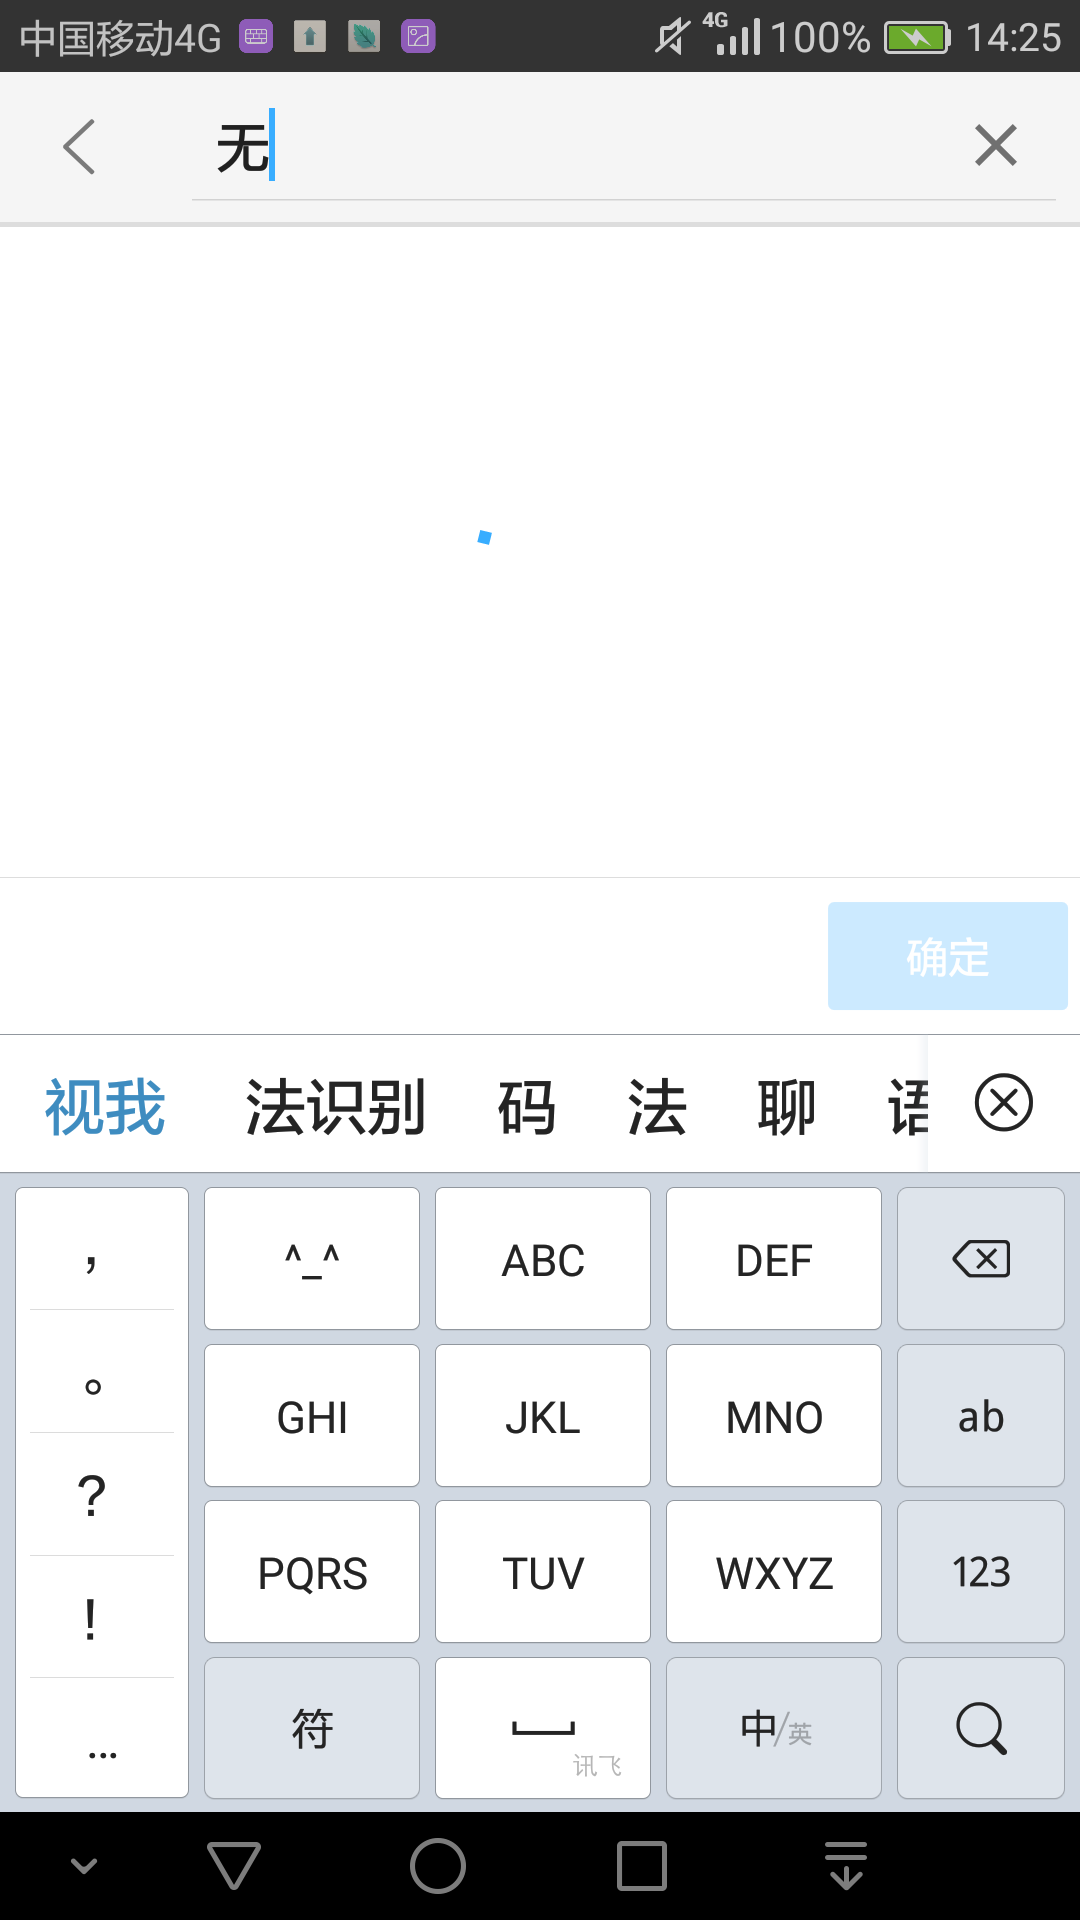 中国移动4G 4G 100% 14:25
无
确定
视我 法识别 码 法 聊
， ^_^ ABC DEF
。 GHI JKL MNO ab
? PQRS TUV WXYZ 123
!
... 符 讯飞 中/英